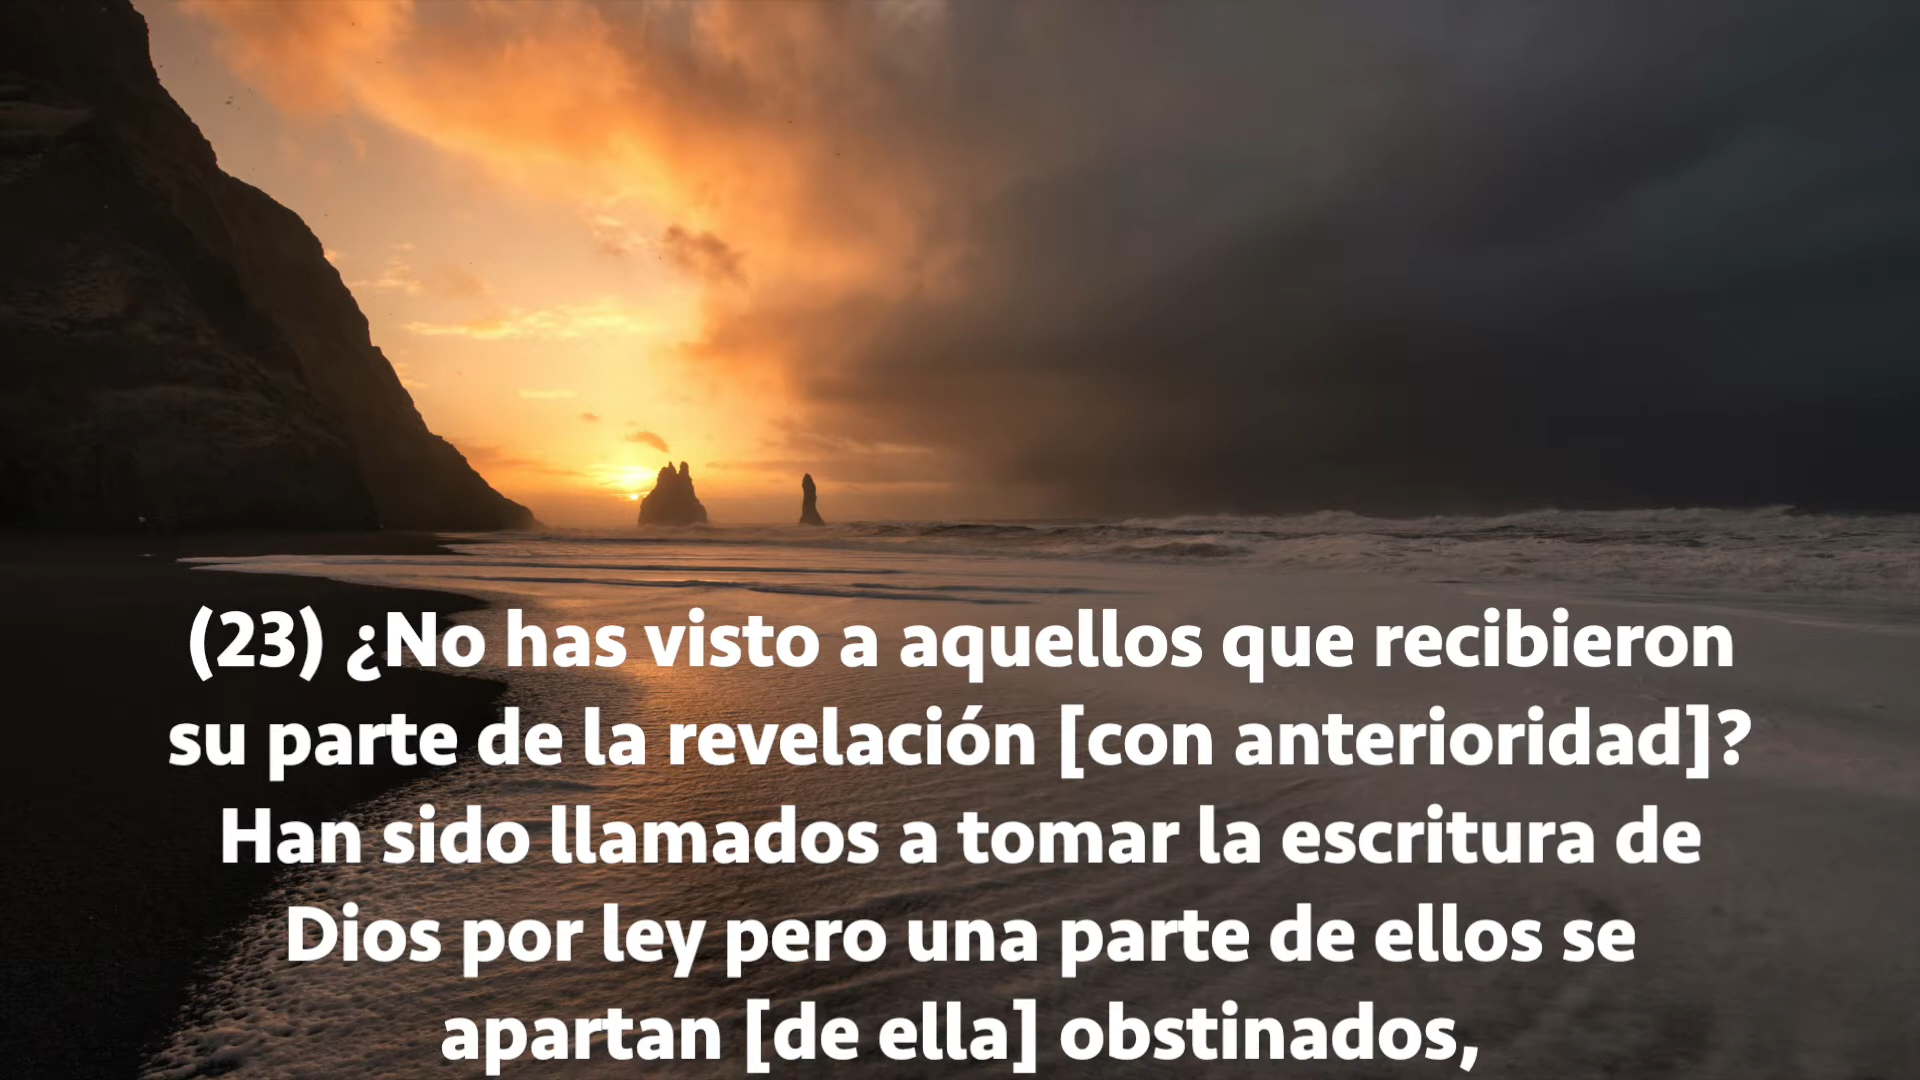 (23) ¿No has visto a aquellos que recibieron
su parte de la revelación [con anterioridad]?
Han sido llamados a tomar la escritura de
Dios por ley pero una parte de ellos se
apartan [de ella] obstinados,